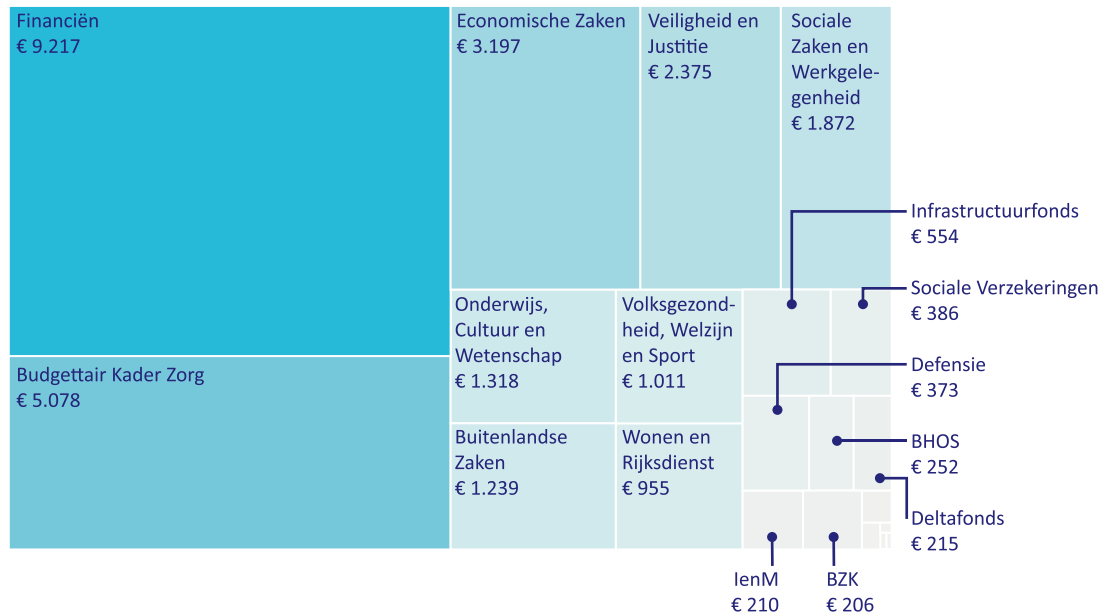 Financiën
€ 9.217
Economische Zaken
€ 3.197
Veiligheid en
Justitie
€ 2.375
Sociale
Zaken en
Werkgele-
genheid
€ 1.872
Infrastructuurfonds
€ 554
Sociale Verzekeringen
€ 386
Onderwijs,
Cultuur en
Wetenschap
€ 1.318
Volksgezond-
heid, Welzijn
en Sport
€ 1.011
Defensie
€ 373
Budgettair Kader Zorg
€ 5.078
Buitenlandse
Zaken
€ 1.239
Wonen en
Rijksdienst
€ 955
BHOS
€ 252
Deltafonds
€ 215
IenM
€ 210
BZK
€ 206